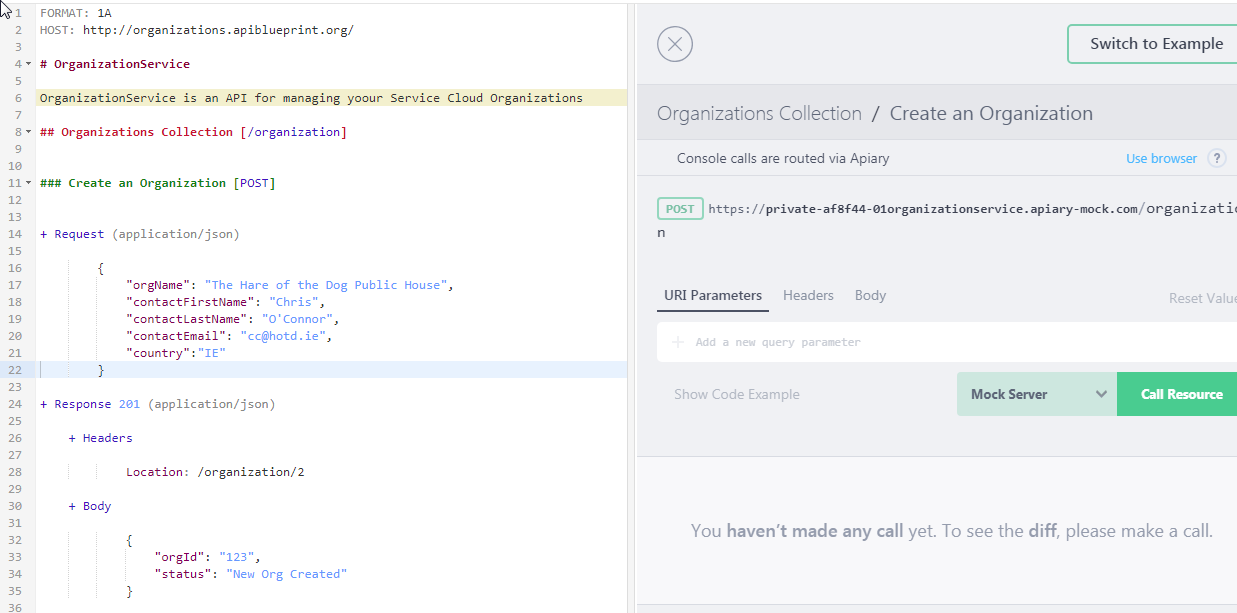 1 FORMAT: 1A
2 HOST: http://organizations.apiblueprint.org/
3
4 # OrganizationService
5
6 OrganizationService is an API for managing yoour Service Cloud Organizations
7
8 ## Organizations Collection [/organization]
9
10
11 ### Create an Organization [POST]
12
13
14 + Request (application/json)
15
16 {
17 "orgName": "The Hare of the Dog Public House",
18 "contactFirstName": "Chris",
19 "contactLastName": "O'Connor",
20 "contactEmail": "cc@hotd.ie",
21 "country":"IE"
22 }
23
24 + Response 201 (application/json)
25
26 + Headers
27
28 Location: /organization/2
29
30 + Body
31
32 {
33 "orgId": "123",
34 "status": "New Org Created"
35 }
36
Switch to Example
Organizations Collection / Create an Organization
Console calls are routed via Apiary Use browser ?
POST https://private-af8f44-01organizationservice.apiary-mock.com/organizatio
n
URI Parameters Headers Body Reset Value
+ Add a new query parameter
Show Code Example Mock Server Call Resource
You haven't made any call yet. To see the diff, please make a call.